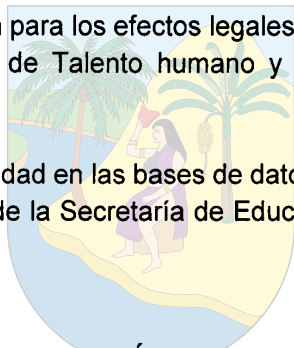 para los efectos legales
de Talento humano y
dad en las bases de dato
de la Secretaría de Educ